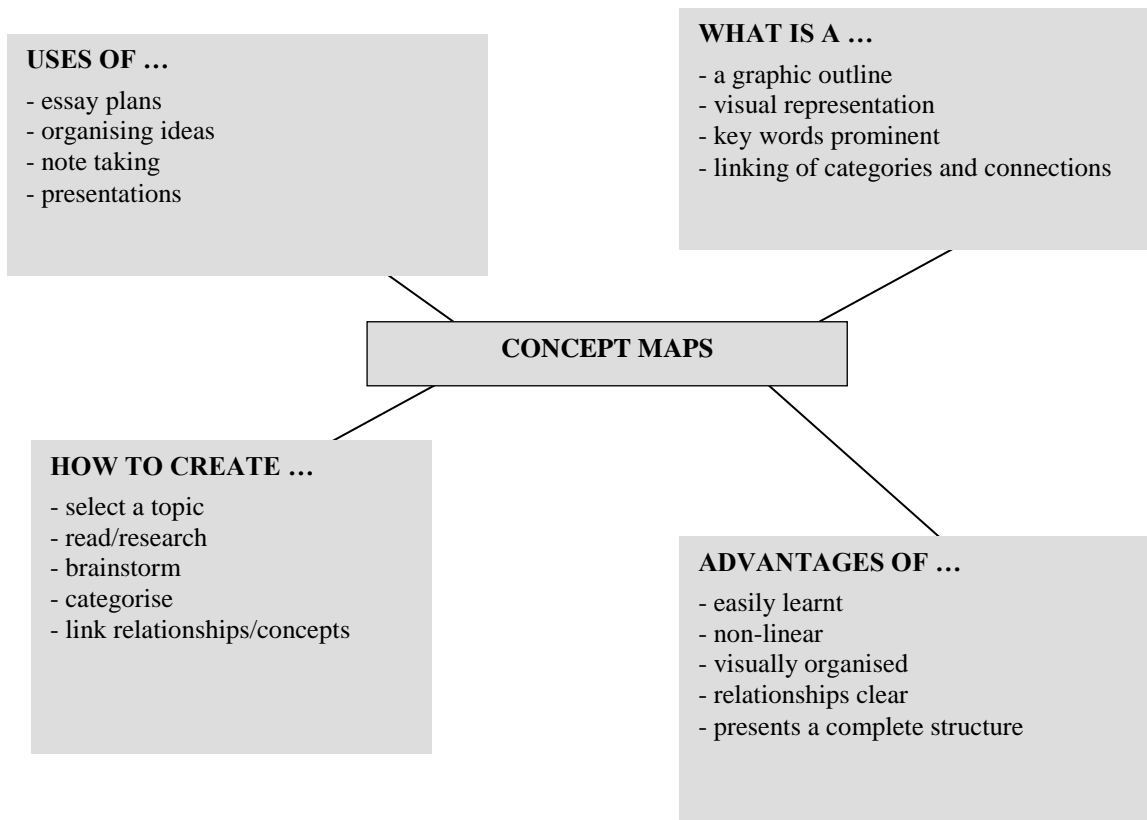 USES OF …
- essay plans
- organising ideas
- note taking
- presentations
WHAT IS A …
- a graphic outline
- visual representation
- key words prominent
- linking of categories and connections
CONCEPT MAPS
HOW TO CREATE …
- select a topic
- read/research
- brainstorm
- categorise
- link relationships/concepts
ADVANTAGES OF …
- easily learnt
- non-linear
- visually organised
- relationships clear
- presents a complete structure